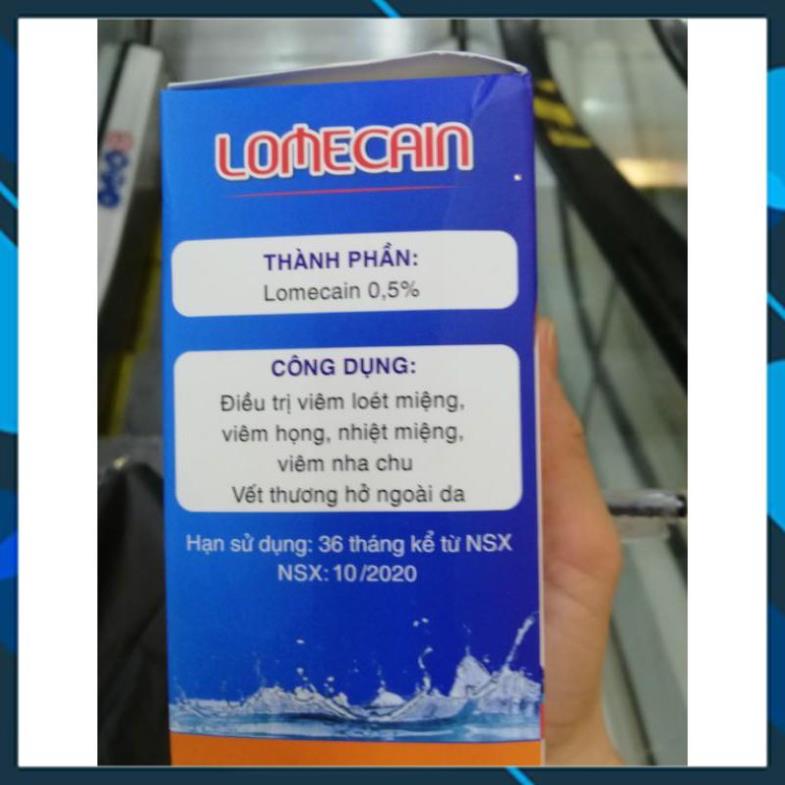 LOMECAIN
THÀNH PHẦN:
Lomecain 0,5%
CÔNG DỤNG:
Điều trị viêm loét miệng,
viêm họng, nhiệt miệng,
viêm nha chu
Vết thương hở ngoài da
Hạn sử dụng: 36 tháng kể từ NSX
NSX: 10/2020